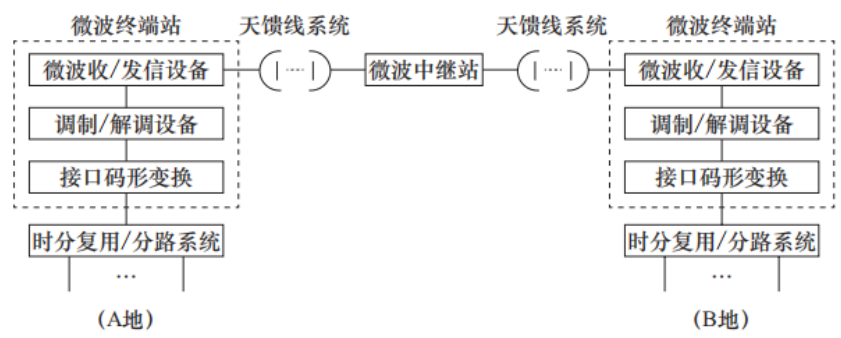 微波终端站 天馈线系统 天馈线系统 微波终端站
微波收/发信设备 微波中继站 微波收/发信设备
调制/解调设备 调制/解调设备
接口码形变换 接口码形变换
时分复用/分路系统 时分复用/分路系统
… …
(A地) (B地)